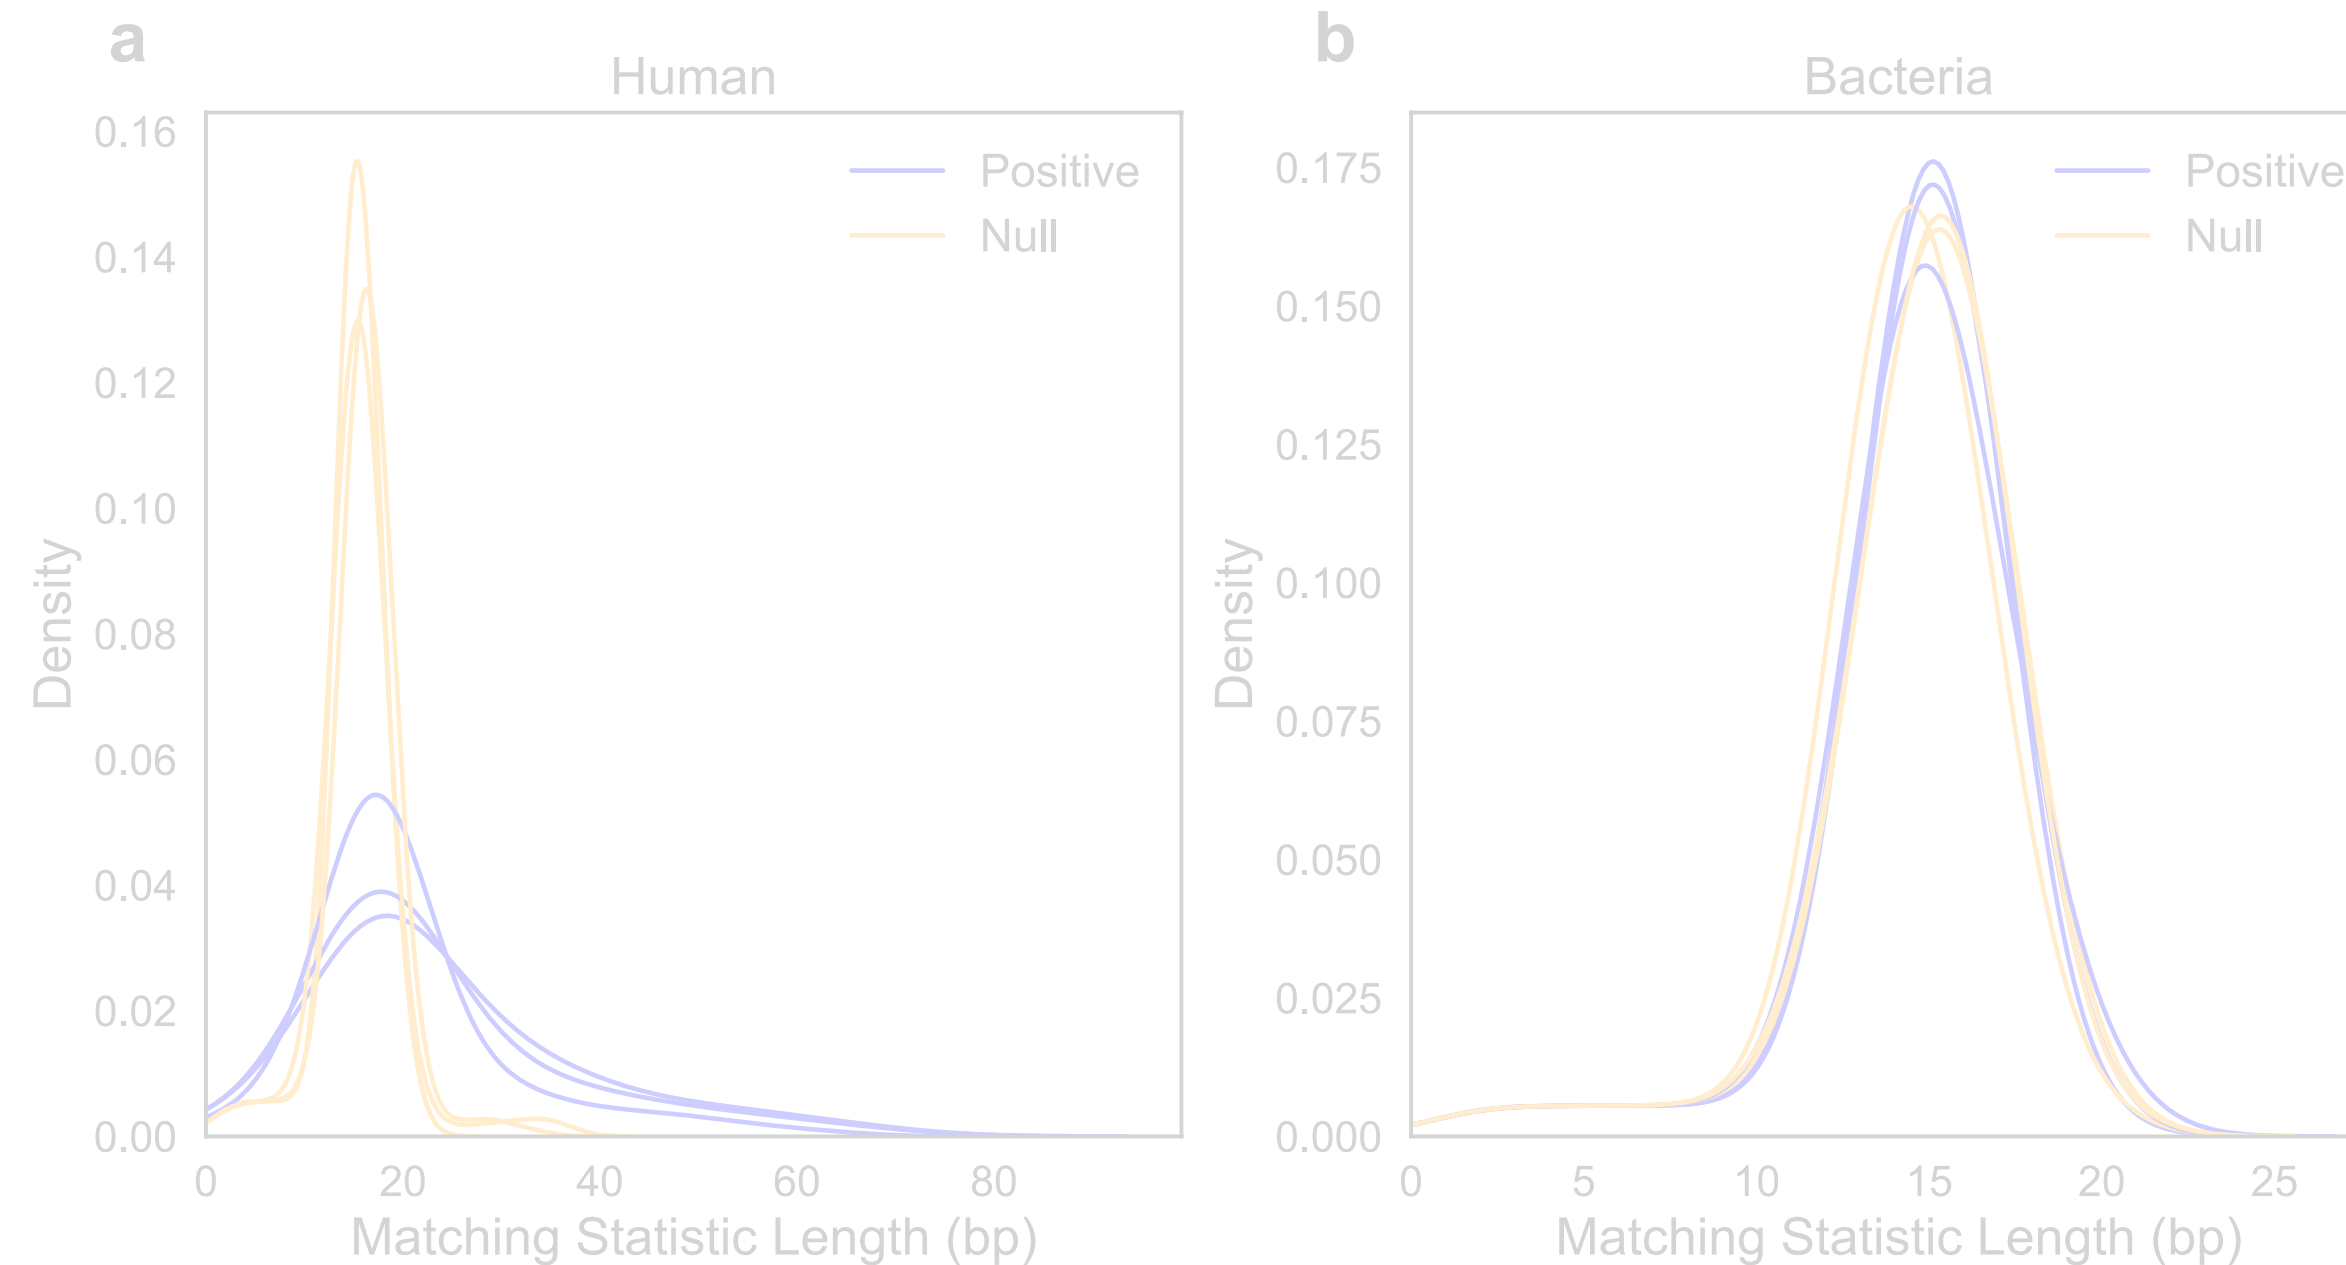 a
Human
0.16
0.14
0.12
0.10
0.08
0.06
0.04
0.02
0.00
Density
Positive
Null
0
20
40
60
80
Matching Statistic Length (bp)
b
Bacteria
0.175
0.150
0.125
0.100
0.075
0.050
0.025
0.000
Density
Positive
Null
0
5
10
15
20
25
Matching Statistic Length (bp)